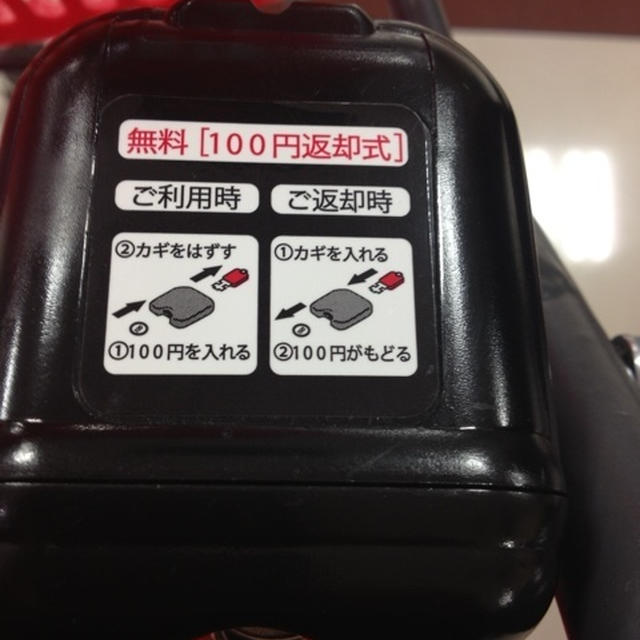 無料[100円返却式]
ご利用時
②カギをはずす
①100円を入れる
ご返却時
①カギを入れる
②100円がもどる